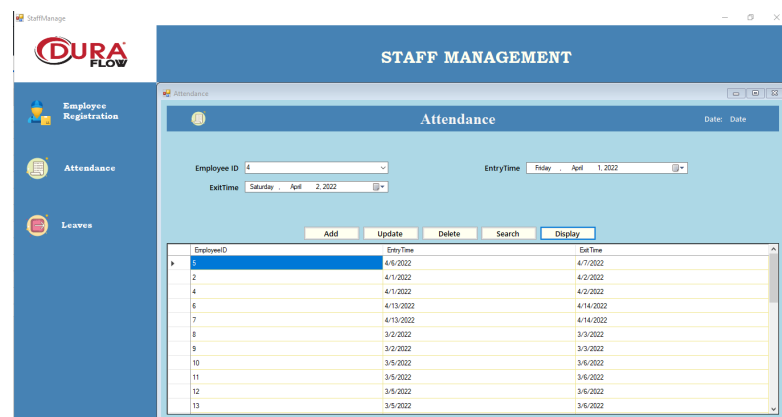 StaffManage
DURA
FLOW
STAFF MANAGEMENT
Employee
Registration
Attendance
Leaves
Attendance
Attendance
Date: Date
Employee ID 4
EntryTime Friday , April 1, 2022
ExitTime Saturday , April 2, 2022
Add Update Delete Search Display
EmployeeID EntryTime ExitTime
5 4/6/2022 4/7/2022
2 4/1/2022 4/2/2022
4 4/1/2022 4/2/2022
6 4/13/2022 4/14/2022
7 4/13/2022 4/14/2022
8 3/2/2022 3/3/2022
9 3/2/2022 3/3/2022
10 3/5/2022 3/6/2022
11 3/5/2022 3/6/2022
12 3/5/2022 3/6/2022
13 3/5/2022 3/6/2022